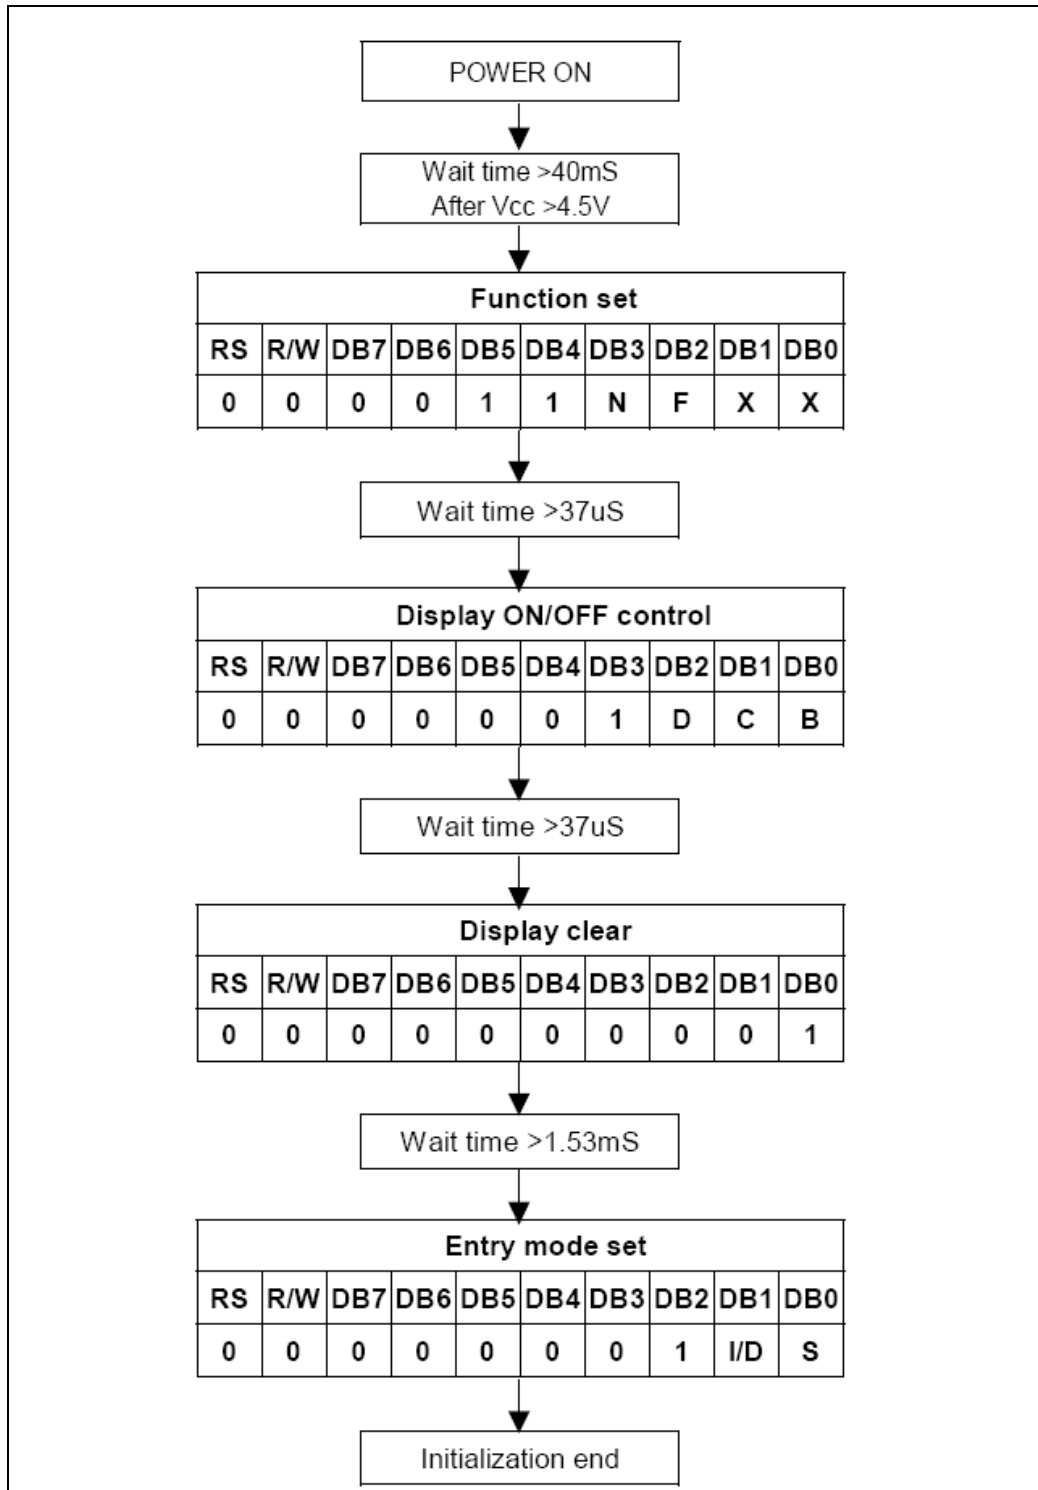 POWER ON
Wait time >40mS
After Vcc >4.5V
Function set
RS R/W DB7 DB6 DB5 DB4 DB3 DB2 DB1 DB0
0 0 0 0 1 1 N F X X
Wait time >37uS
Display ON/OFF control
RS R/W DB7 DB6 DB5 DB4 DB3 DB2 DB1 DB0
0 0 0 0 0 0 1 D C B
Wait time >37uS
Display clear
RS R/W DB7 DB6 DB5 DB4 DB3 DB2 DB1 DB0
0 0 0 0 0 0 0 0 0 1
Wait time >1.53mS
Entry mode set
RS R/W DB7 DB6 DB5 DB4 DB3 DB2 DB1 DB0
0 0 0 0 0 0 0 1 I/D S
Initialization end